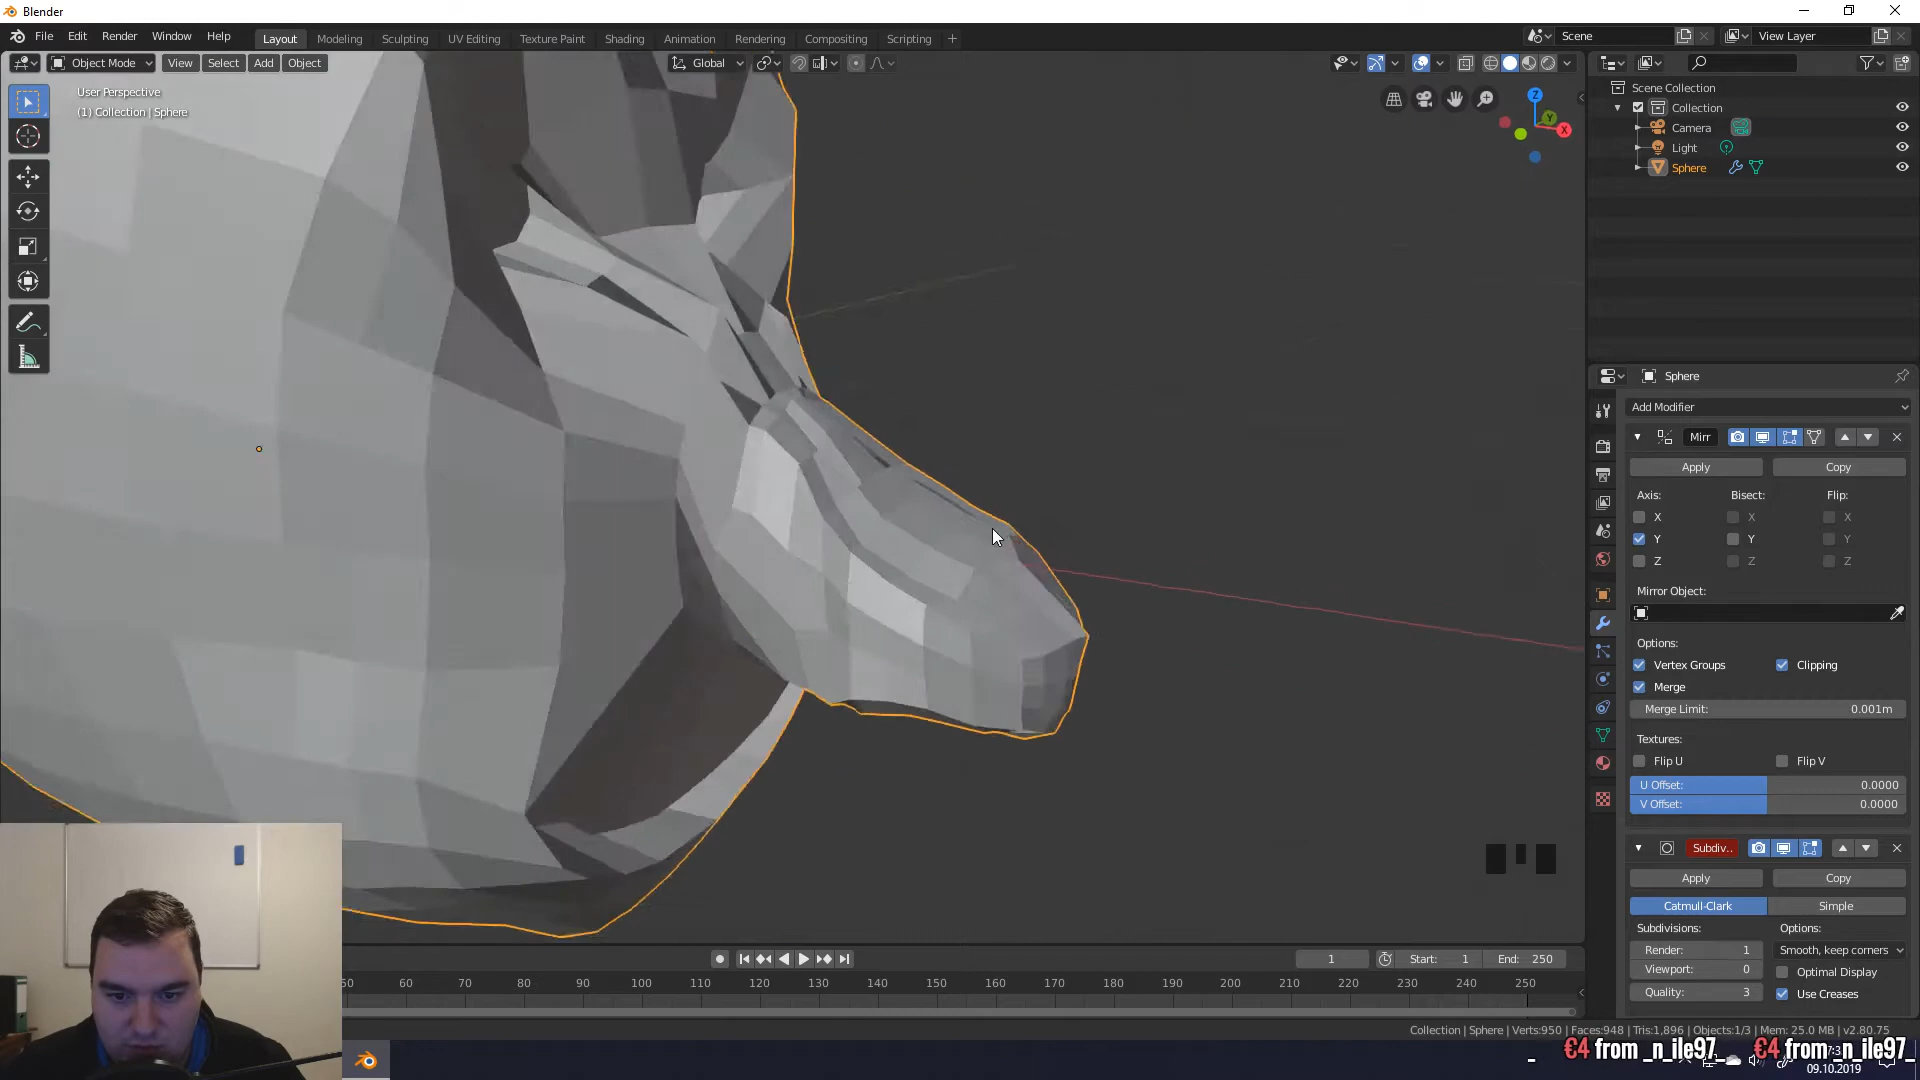 Blender
File Edit Render Window Help
Layout Modeling Sculpting UV Editing Texture Paint Shading Animation Rendering Compositing Scripting +
Scene
View Layer
Object Mode View Select Add Object
Global
User Perspective
(1) Collection | Sphere
Z
Y
X
Scene Collection
Collection
Camera
Light
Sphere
Sphere
Add Modifier
Mirr
Apply Copy
Axis: Bisect: Flip:
X X X
Y Y Y
Z Z Z
Mirror Object:
Options:
Vertex Groups Clipping
Merge
Merge Limit: 0.001m
Textures:
Flip U Flip V
U Offset: 0.0000
V Offset: 0.0000
Subdiv..
Apply Copy
Catmull-Clark Simple
Subdivisions: Options:
Render: 1 Smooth, keep corners
Viewport: 0 Optimal Display
Quality: 3 Use Creases
1 Start: 1 End: 250
50 60 70 80 90 100 110 120 130 140 150 160 170 180 190 200 210 220 230 240 250
Collection | Sphere | Verts:950 | Faces:948 | Tris:1,896 | Objects:1/3 | Mem: 25.0 MB | v2.80.75
€4 from _n_ile97_ €4 from _n_ile97_
09.10.2019